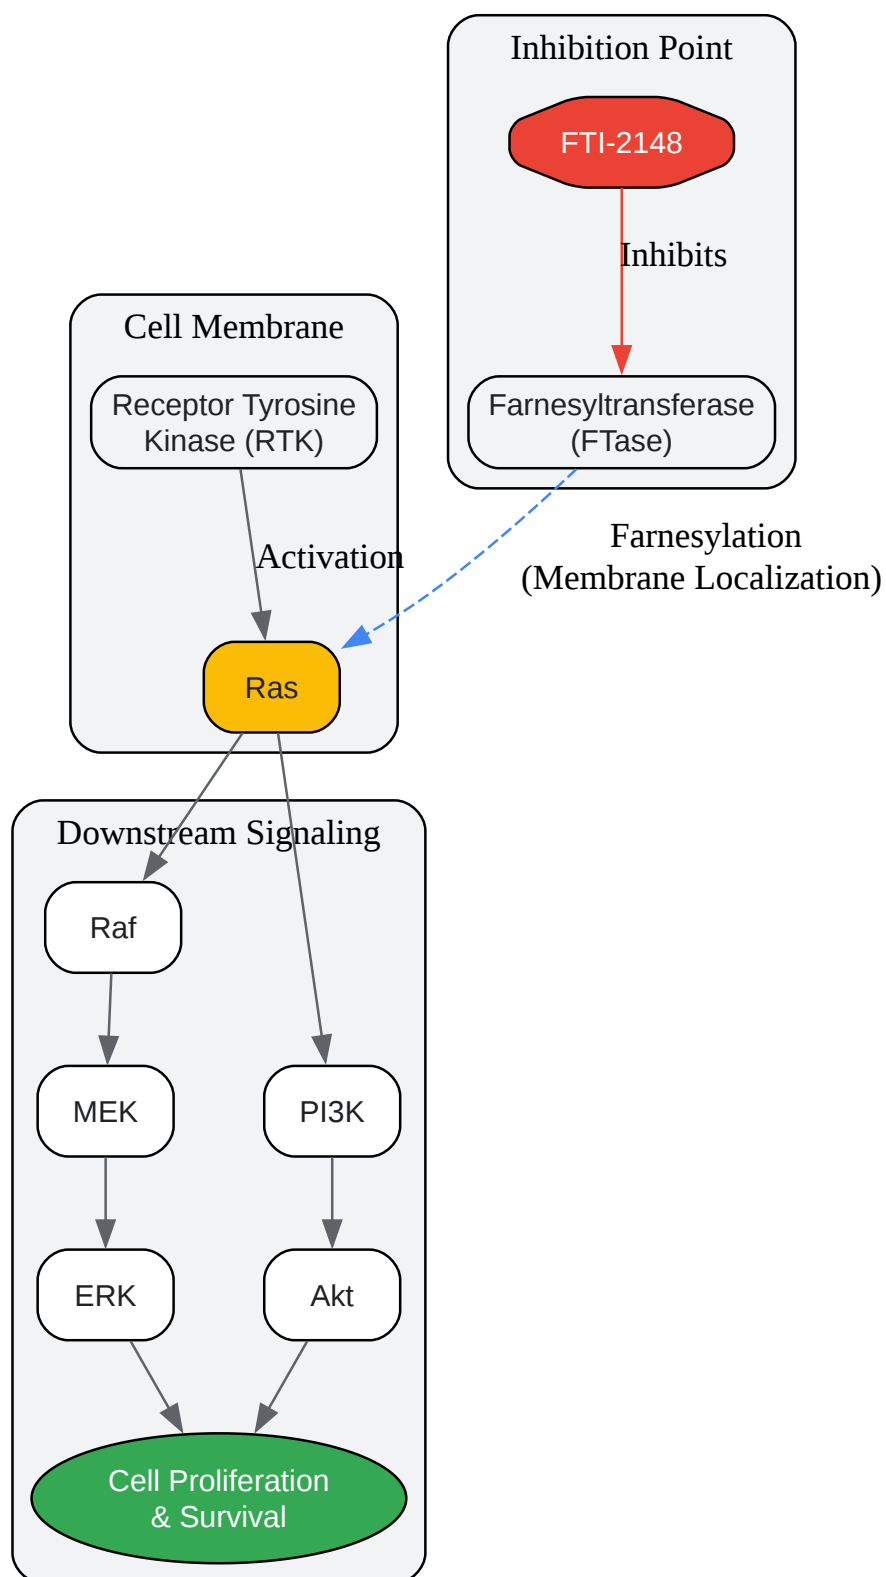 Inhibition Point
FTI-2148
Inhibits
Cell Membrane
Receptor Tyrosine
Kinase (RTK)
Farnesyltransferase
(FTase)
Activation
Farnesylation
(Membrane Localization)
Ras
Downstream Signaling
Raf
MEK
PI3K
ERK
Akt
Cell Proliferation
& Survival